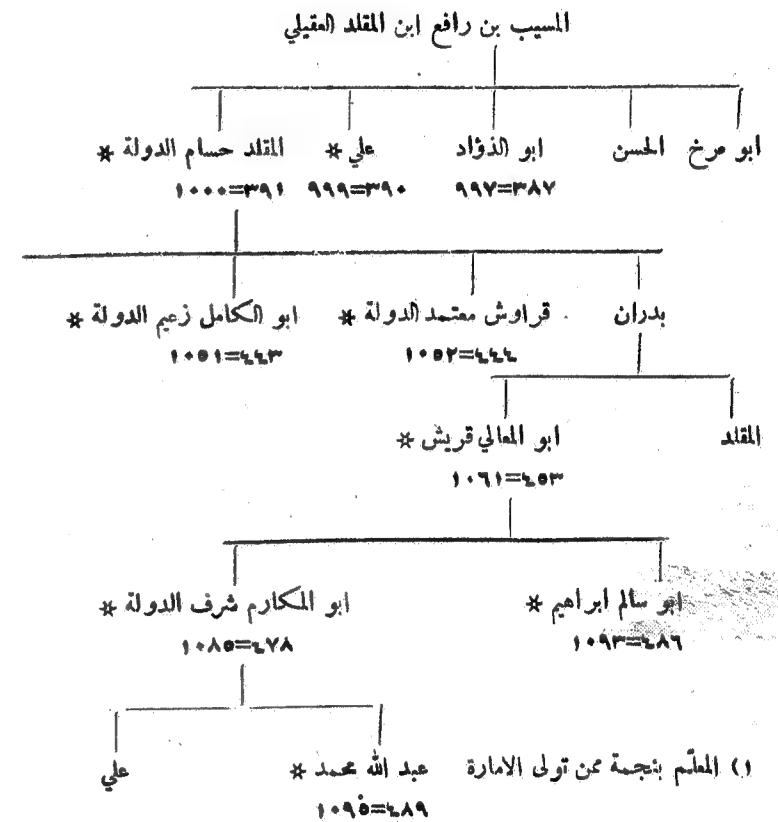 المسيب بن رافع ابن المقلد العقيلي
ابو مرخ الحسن ابو الذؤاد علي * المقلد حسام الدولة *
٣٨٧=٩٩٧ ٣٩٠=٩٩٩ ٣٩١=١٠٠٠
بدران قراوش معتمد الدولة * ابو الكامل زعيم الدولة *
٤٤٤=١٠٥٢ ٤٤٣=١٠٥١
المقلد ابو المعالي قريش *
٤٥٣=١٠٦١
ابو سالم ابراهيم * ابو المكارم شرف الدولة *
٤٨٦=١٠٩٣ ٤٧٨=١٠٨٥
١) المعلّم بنجمة ممن تولى الامارة عبد الله محمد * علي
٤٨٩=١٠٩٥